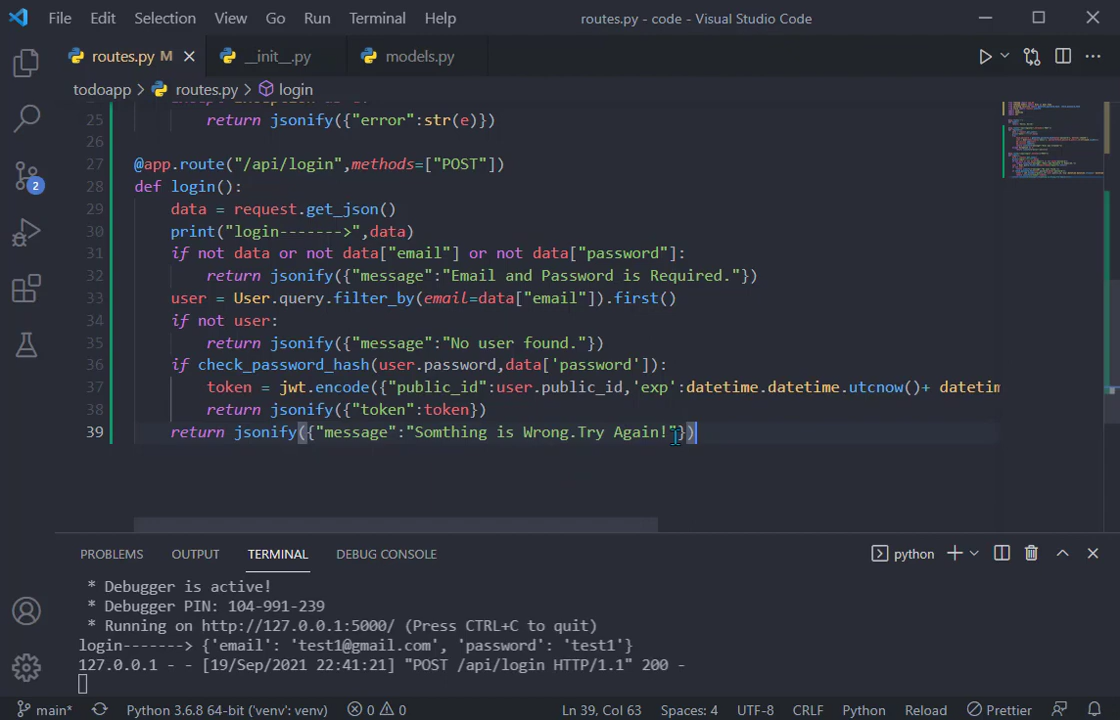 File Edit Selection View Go Run Terminal Help routes.py - code - Visual Studio Code
routes.py M __init__.py models.py
todoapp > routes.py > login
25 return jsonify({"error":str(e)})
26
27 @app.route("/api/login",methods=["POST"])
28 def login():
29 data = request.get_json()
30 print("login------->",data)
31 if not data or not data["email"] or not data["password"]:
32 return jsonify({"message":"Email and Password is Required."})
33 user = User.query.filter_by(email=data["email"]).first()
34 if not user:
35 return jsonify({"message":"No user found."})
36 if check_password_hash(user.password,data['password']):
37 token = jwt.encode({"public_id":user.public_id,'exp':datetime.datetime.utcnow()+ datetim
38 return jsonify({"token":token})
39 return jsonify({"message":"Somthing is Wrong.Try Again!"})
2
PROBLEMS OUTPUT TERMINAL DEBUG CONSOLE python
* Debugger is active!
* Debugger PIN: 104-991-239
* Running on http://127.0.0.1:5000/ (Press CTRL+C to quit)
login-------> {'email': 'test1@gmail.com', 'password': 'test1'}
127.0.0.1 - - [19/Sep/2021 22:41:21] "POST /api/login HTTP/1.1" 200 -
main* Python 3.6.8 64-bit ('venv': venv) 0 0 Ln 39, Col 63 Spaces: 4 UTF-8 CRLF Python Reload Prettier